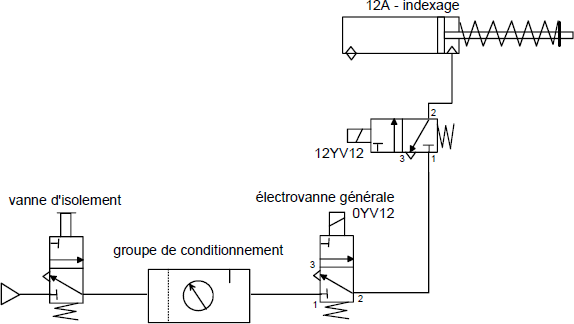 12A - indexage
2
12YV12
3
1
vanne d'isolement
électrovanne générale
0YV12
groupe de conditionnement
3
1
2